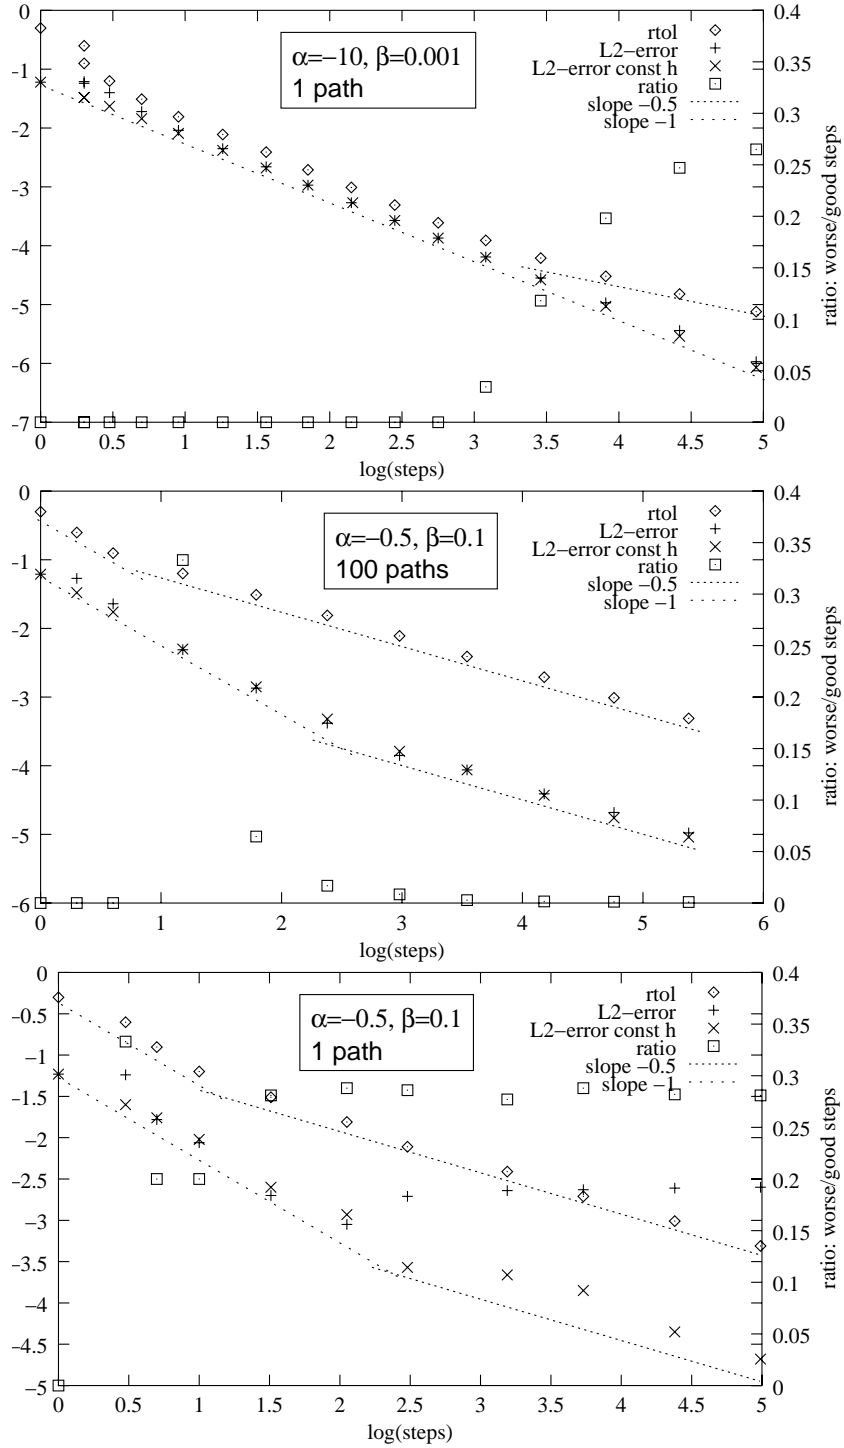 α=−10, β=0.001
1 path
rtol
L2−error
L2−error const h
ratio
slope −0.5
slope −1
0
-1
-2
-3
-4
-5
-6
-7
0.4
0.35
0.3
0.25
0.2
0.15
0.1
0.05
0
ratio: worse/good steps
0 0.5 1 1.5 2 2.5 3 3.5 4 4.5 5
log(steps)
α=−0.5, β=0.1
100 paths
rtol
L2−error
L2−error const h
ratio
slope −0.5
slope −1
0
-1
-2
-3
-4
-5
-6
0.4
0.35
0.3
0.25
0.2
0.15
0.1
0.05
0
ratio: worse/good steps
0 1 2 3 4 5 6
log(steps)
α=−0.5, β=0.1
1 path
rtol
L2−error
L2−error const h
ratio
slope −0.5
slope −1
0
-0.5
-1
-1.5
-2
-2.5
-3
-3.5
-4
-4.5
-5
0.4
0.35
0.3
0.25
0.2
0.15
0.1
0.05
0
ratio: worse/good steps
0 0.5 1 1.5 2 2.5 3 3.5 4 4.5 5
log(steps)